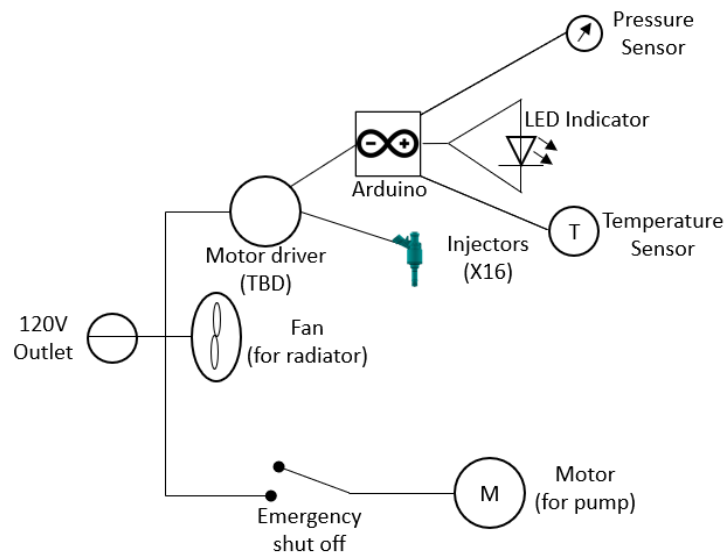 Pressure
Sensor
LED Indicator
Arduino
T
Temperature
Sensor
Motor driver
(TBD)
Injectors
(X16)
120V
Outlet
Fan
(for radiator)
M
Motor
(for pump)
Emergency
shut off